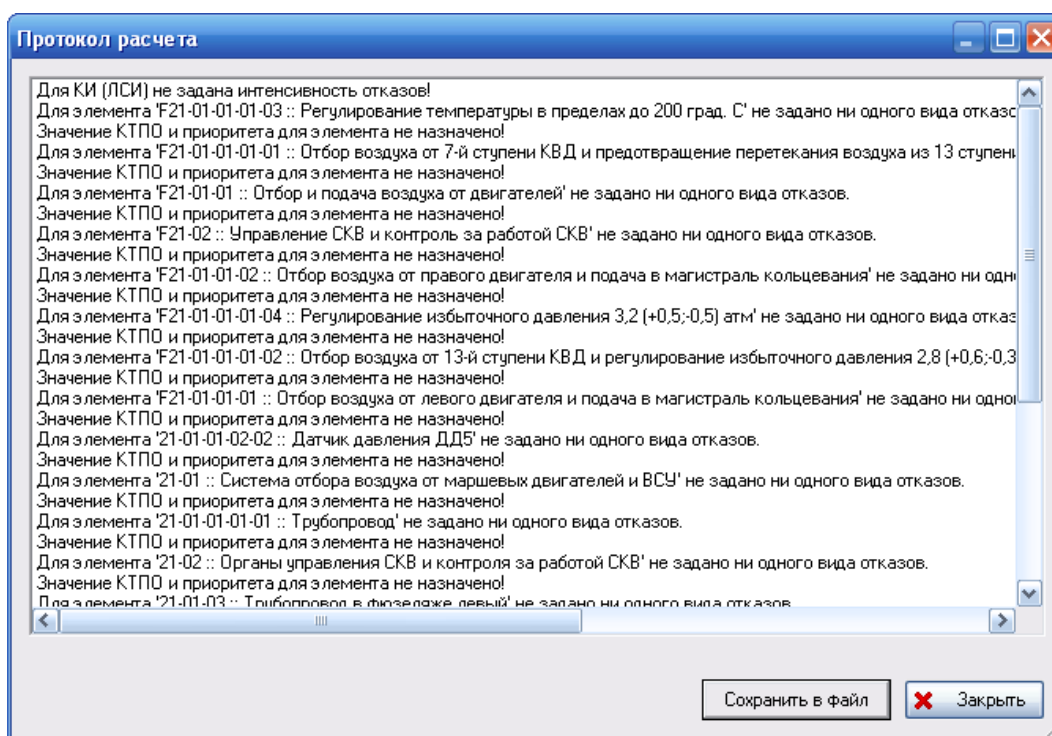 Протокол расчета
Для КИ (ЛСИ) не задана интенсивность отказов!
Для элемента 'F21-01-01-01-03 :: Регулирование температуры в пределах до 200 град. С' не задано ни одного вида отказо
Значение КТПО и приоритета для элемента не назначено!
Для элемента 'F21-01-01-01-01 :: Отбор воздуха от 7-й ступени КВД и предотвращение перетекания воздуха из 13 ступени
Значение КТПО и приоритета для элемента не назначено!
Для элемента 'F21-01-01 :: Отбор и подача воздуха от двигателей' не задано ни одного вида отказов.
Значение КТПО и приоритета для элемента не назначено!
Для элемента 'F21-02 :: Управление СКВ и контроль за работой СКВ' не задано ни одного вида отказов.
Значение КТПО и приоритета для элемента не назначено!
Для элемента 'F21-01-01-02 :: Отбор воздуха от правого двигателя и подача в магистраль кольцевания' не задано ни одн
Значение КТПО и приоритета для элемента не назначено!
Для элемента 'F21-01-01-01-04 :: Регулирование избыточного давления 3,2 (+0,5;-0,5) атм' не задано ни одного вида отказ
Для элемента 'F21-01-01-01-02 :: Отбор воздуха от 13-й ступени КВД и регулирование избыточного давления 2,8 (+0,6;-0,3
Значение КТПО и приоритета для элемента не назначено!
Для элемента 'F21-01-01-01 :: Отбор воздуха от левого двигателя и подача в магистраль кольцевания' не задано ни одно
Значение КТПО и приоритета для элемента не назначено!
Для элемента '21-01-01-02-02 :: Датчик давления ДД5' не задано ни одного вида отказов.
Значение КТПО и приоритета для элемента не назначено!
Для элемента '21-01 :: Система отбора воздуха от маршевых двигателей и ВСУ' не задано ни одного вида отказов.
Значение КТПО и приоритета для элемента не назначено!
Для элемента '21-01-01-01-01 :: Трубопровод' не задано ни одного вида отказов.
Значение КТПО и приоритета для элемента не назначено!
Для элемента '21-02 :: Органы управления СКВ и контроля за работой СКВ' не задано ни одного вида отказов.
Значение КТПО и приоритета для элемента не назначено!
Для элемента '21-01-03 :: Трубопровод в фюзеляже левый' не задано ни одного вида отказов.
Сохранить в файл
Закрыть